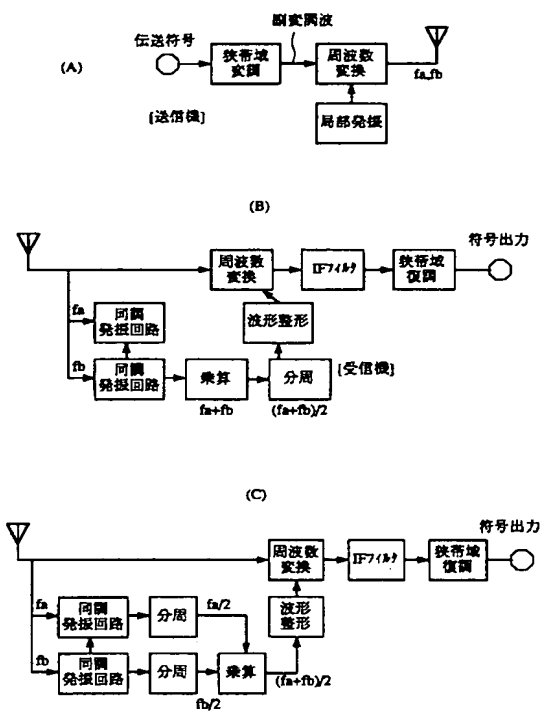 (A)
伝送符号
狭帯域
変調
副変調波
周波数
変換
fa,fb
局部発振
[送信機]
(B)
周波数
変換
IFフィルタ
狭帯域
復調
符号出力
fa
同調
発振回路
波形整形
fb
同調
発振回路
乗算
分周
[受信機]
fa+fb
(fa+fb)/2
(C)
周波数
変換
IFフィルタ
狭帯域
復調
符号出力
fa
同調
発振回路
分周
fa/2
波形
整形
fb
同調
発振回路
分周
乗算
(fa+fb)/2
fb/2